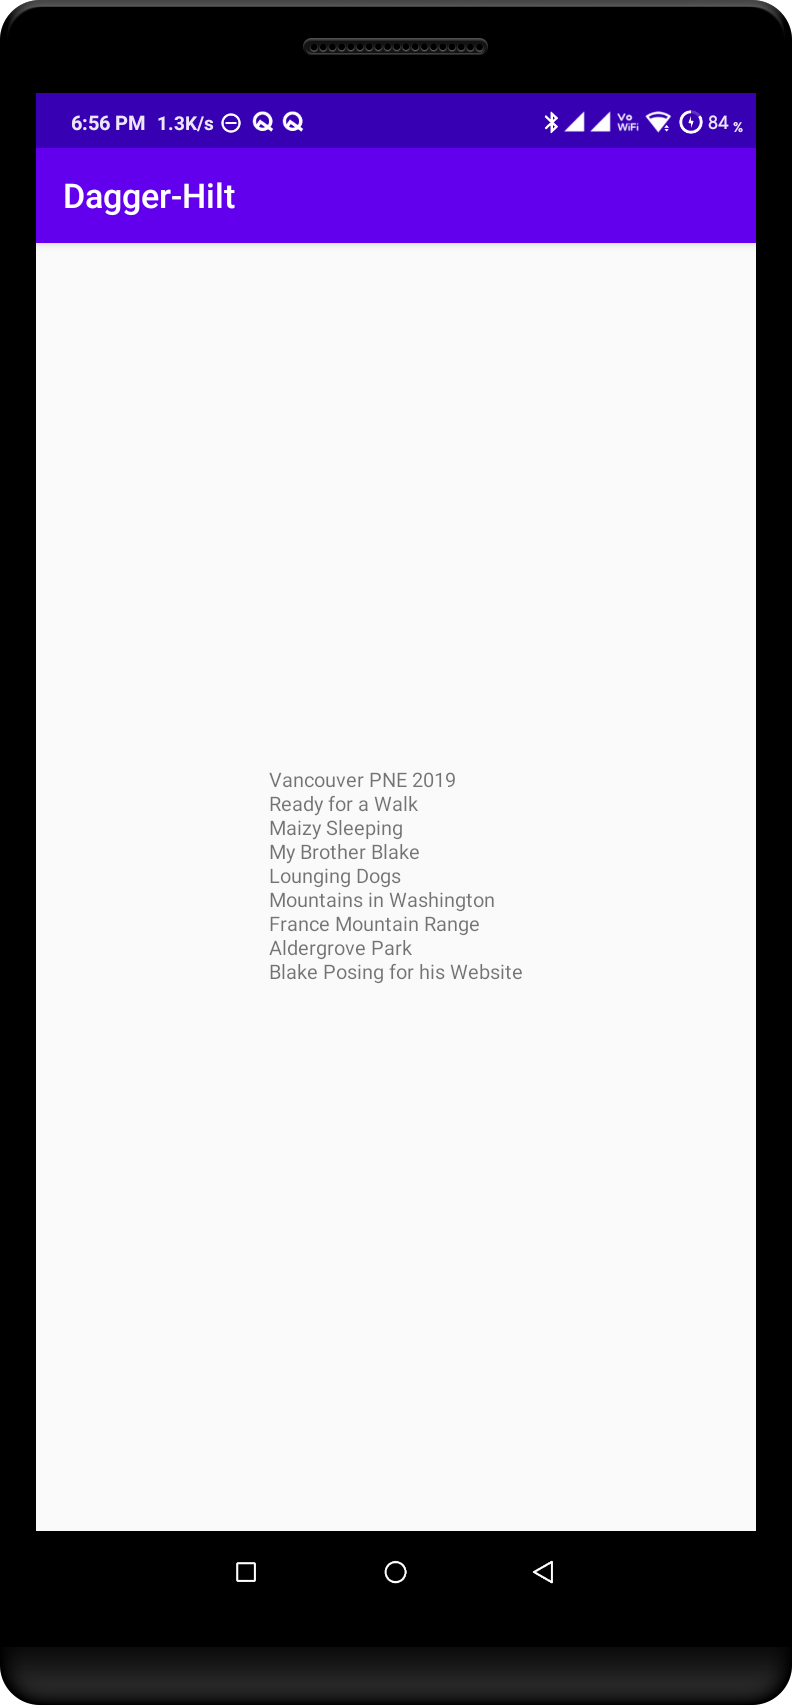 6:56 PM 1.3K/s Vo WiFi 84 %
Dagger-Hilt
Vancouver PNE 2019
Ready for a Walk
Maizy Sleeping
My Brother Blake
Lounging Dogs
Mountains in Washington
France Mountain Range
Aldergrove Park
Blake Posing for his Website